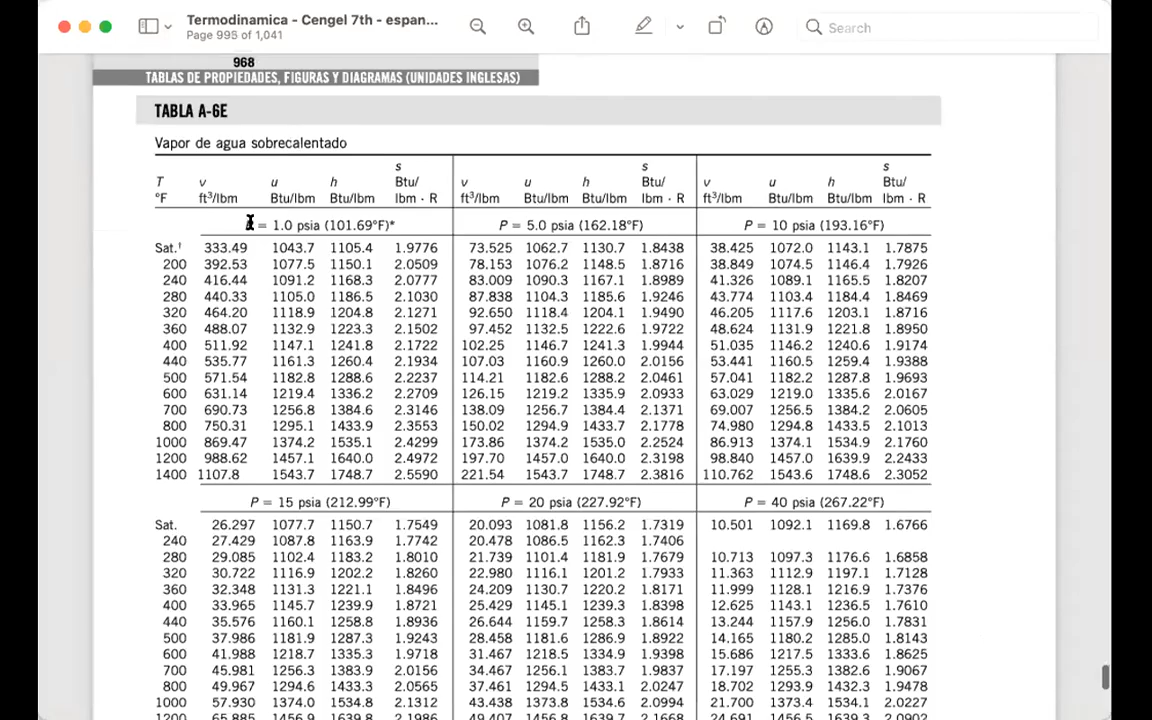 Termodinamica - Cengel 7th - espan...
Page 995 of 1,041
Search
968
TABLAS DE PROPIEDADES, FIGURAS Y DIAGRAMAS (UNIDADES INGLESAS)
TABLA A-6E
Vapor de agua sobrecalentado
s s s
T v u h Btu/ v u h Btu/ v u h Btu/
°F ft³/lbm Btu/lbm Btu/lbm lbm · R ft³/lbm Btu/lbm Btu/lbm lbm · R ft³/lbm Btu/lbm Btu/lbm lbm · R
= 1.0 psia (101.69°F)* P = 5.0 psia (162.18°F) P = 10 psia (193.16°F)
Sat.† 333.49 1043.7 1105.4 1.9776 73.525 1062.7 1130.7 1.8438 38.425 1072.0 1143.1 1.7875
200 392.53 1077.5 1150.1 2.0509 78.153 1076.2 1148.5 1.8716 38.849 1074.5 1146.4 1.7926
240 416.44 1091.2 1168.3 2.0777 83.009 1090.3 1167.1 1.8989 41.326 1089.1 1165.5 1.8207
280 440.33 1105.0 1186.5 2.1030 87.838 1104.3 1185.6 1.9246 43.774 1103.4 1184.4 1.8469
320 464.20 1118.9 1204.8 2.1271 92.650 1118.4 1204.1 1.9490 46.205 1117.6 1203.1 1.8716
360 488.07 1132.9 1223.3 2.1502 97.452 1132.5 1222.6 1.9722 48.624 1131.9 1221.8 1.8950
400 511.92 1147.1 1241.8 2.1722 102.25 1146.7 1241.3 1.9944 51.035 1146.2 1240.6 1.9174
440 535.77 1161.3 1260.4 2.1934 107.03 1160.9 1260.0 2.0156 53.441 1160.5 1259.4 1.9388
500 571.54 1182.8 1288.6 2.2237 114.21 1182.6 1288.2 2.0461 57.041 1182.2 1287.8 1.9693
600 631.14 1219.4 1336.2 2.2709 126.15 1219.2 1335.9 2.0933 63.029 1219.0 1335.6 2.0167
700 690.73 1256.8 1384.6 2.3146 138.09 1256.7 1384.4 2.1371 69.007 1256.5 1384.2 2.0605
800 750.31 1295.1 1433.9 2.3553 150.02 1294.9 1433.7 2.1778 74.980 1294.8 1433.5 2.1013
1000 869.47 1374.2 1535.1 2.4299 173.86 1374.2 1535.0 2.2524 86.913 1374.1 1534.9 2.1760
1200 988.62 1457.1 1640.0 2.4972 197.70 1457.0 1640.0 2.3198 98.840 1457.0 1639.9 2.2433
1400 1107.8 1543.7 1748.7 2.5590 221.54 1543.7 1748.7 2.3816 110.762 1543.6 1748.6 2.3052
P = 15 psia (212.99°F) P = 20 psia (227.92°F) P = 40 psia (267.22°F)
Sat. 26.297 1077.7 1150.7 1.7549 20.093 1081.8 1156.2 1.7319 10.501 1092.1 1169.8 1.6766
240 27.429 1087.8 1163.9 1.7742 20.478 1086.5 1162.3 1.7406
280 29.085 1102.4 1183.2 1.8010 21.739 1101.4 1181.9 1.7679 10.713 1097.3 1176.6 1.6858
320 30.722 1116.9 1202.2 1.8260 22.980 1116.1 1201.2 1.7933 11.363 1112.9 1197.1 1.7128
360 32.348 1131.3 1221.1 1.8496 24.209 1130.7 1220.2 1.8171 11.999 1128.1 1216.9 1.7376
400 33.965 1145.7 1239.9 1.8721 25.429 1145.1 1239.3 1.8398 12.625 1143.1 1236.5 1.7610
440 35.576 1160.1 1258.8 1.8936 26.644 1159.7 1258.3 1.8614 13.244 1157.9 1256.0 1.7831
500 37.986 1181.9 1287.3 1.9243 28.458 1181.6 1286.9 1.8922 14.165 1180.2 1285.0 1.8143
600 41.988 1218.7 1335.3 1.9718 31.467 1218.5 1334.9 1.9398 15.686 1217.5 1333.6 1.8625
700 45.981 1256.3 1383.9 2.0156 34.467 1256.1 1383.7 1.9837 17.197 1255.3 1382.6 1.9067
800 49.967 1294.6 1433.3 2.0565 37.461 1294.5 1433.1 2.0247 18.702 1293.9 1432.3 1.9478
1000 57.930 1374.0 1534.8 2.1312 43.438 1373.8 1534.6 2.0994 21.700 1373.4 1534.1 2.0227
1200 65.885 1456.9 1639.8 2.1986 49.407 1456.8 1639.7 2.1668 24.691 1456.5 1639.3 2.0902